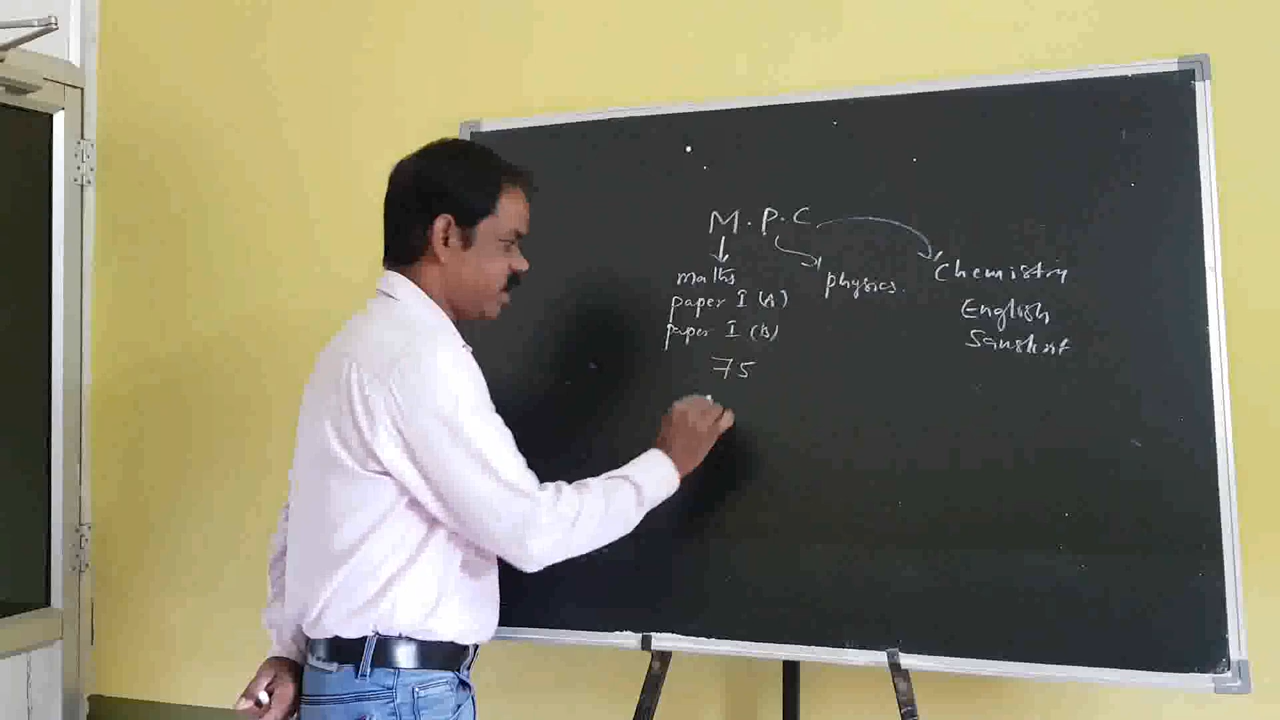 M.P.C
maths
paper I (A)
paper I (B)
75
physics.
Chemistry
English
Sanskrit